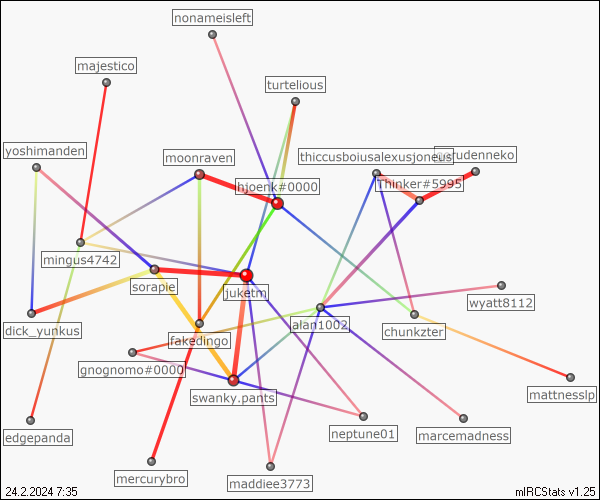 nonameisleft
majestico
turtelious
yoshimanden
moonraven
thiccusboiusalexusjoneus
rudenneko
Thinker#5995
hjoenk#0000
mingus4742
sorapie
juketm
wyatt8112
dick_yunkus
fakedingo
alan1002
chunkzter
gnognomo#0000
swanky.pants
mattnesslp
edgepanda
neptune01
marcemadness
mercurybro
maddiee3773
24.2.2024 7:35
mIRCStats v1.25